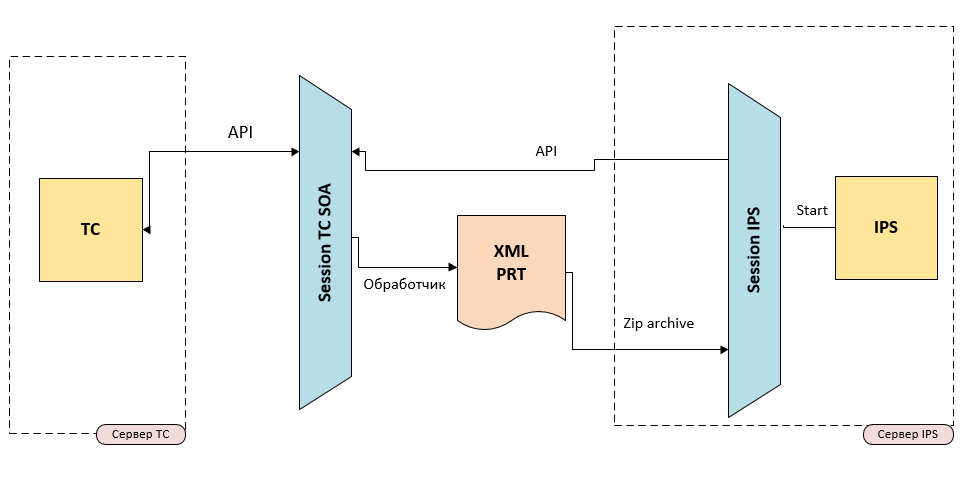 API
TC
Session TC SOA
API
XML
PRT
Обработчик
Zip archive
Session IPS
Start
IPS
Сервер TC
Сервер IPS